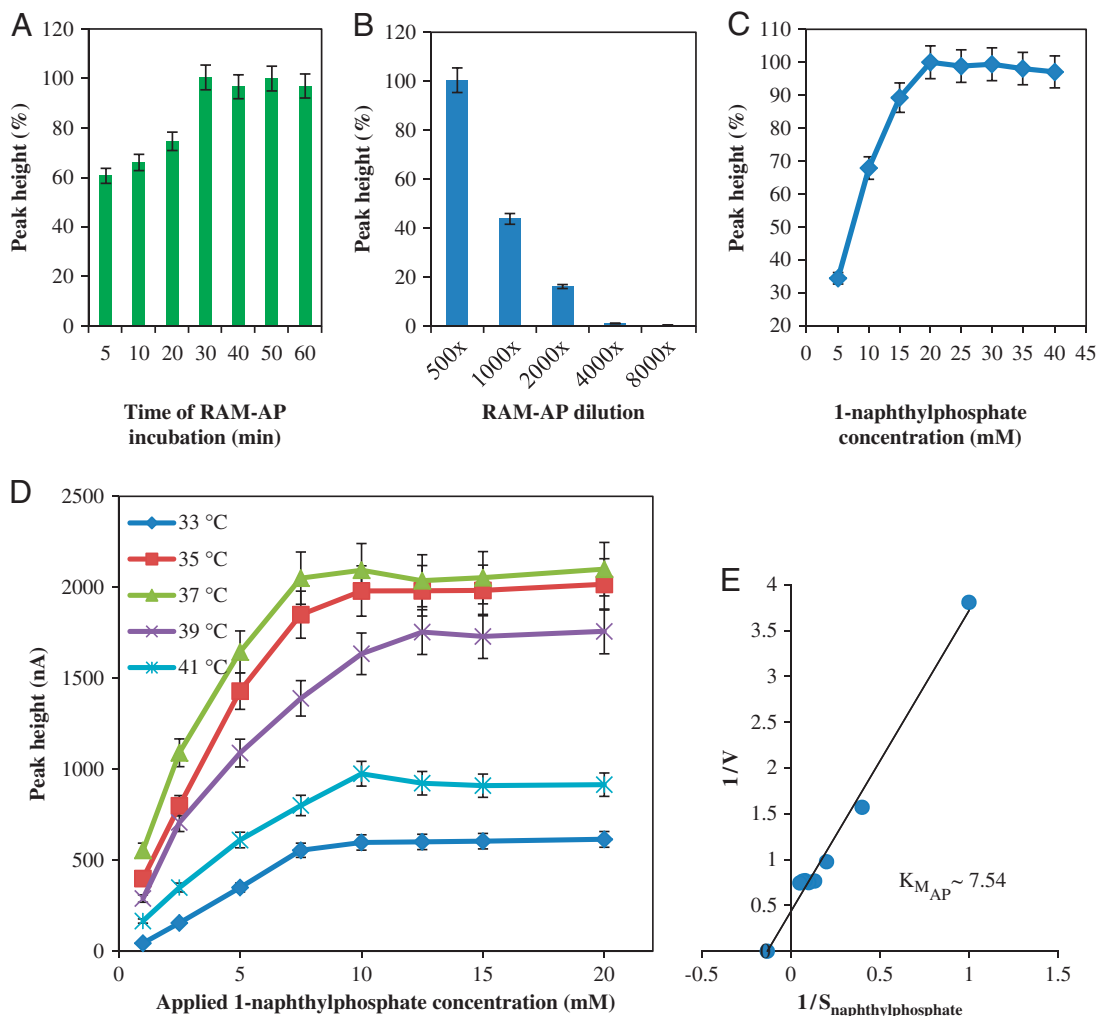 A
120
100
80
60
40
20
0
Peak height (%)
5 10 20 30 40 50 60
Time of RAM-AP
incubation (min)
B
120
100
80
60
40
20
0
Peak height (%)
500x 1000x 2000x 4000x 8000x
RAM-AP dilution
C
110
100
90
80
70
60
50
40
30
20
Peak height (%)
0 5 10 15 20 25 30 35 40 45
1-naphthylphosphate
concentration (mM)
D
2500
2000
1500
1000
500
0
Peak height (nA)
33 °C
35 °C
37 °C
39 °C
41 °C
0 5 10 15 20
Applied 1-naphthylphosphate concentration (mM)
E
4
3.5
3
2.5
2
1.5
1
0.5
0
1/V
K_M_AP ~ 7.54
-0.5 0 0.5 1 1.5
1/S_naphthylphosphate